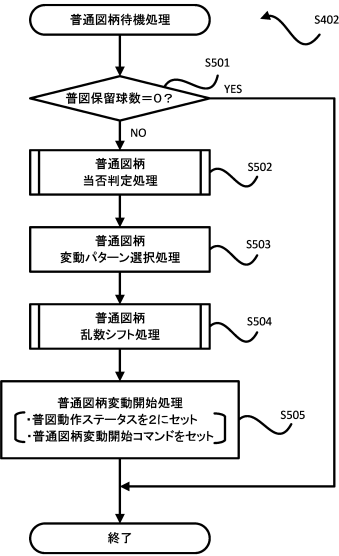 普通図柄待機処理
S402
S501
普図保留球数＝０？
YES
NO
普通図柄
当否判定処理
S502
普通図柄
変動パターン選択処理
S503
普通図柄
乱数シフト処理
S504
普通図柄変動開始処理
・普図動作ステータスを２にセット
・普通図柄変動開始コマンドをセット
S505
終了